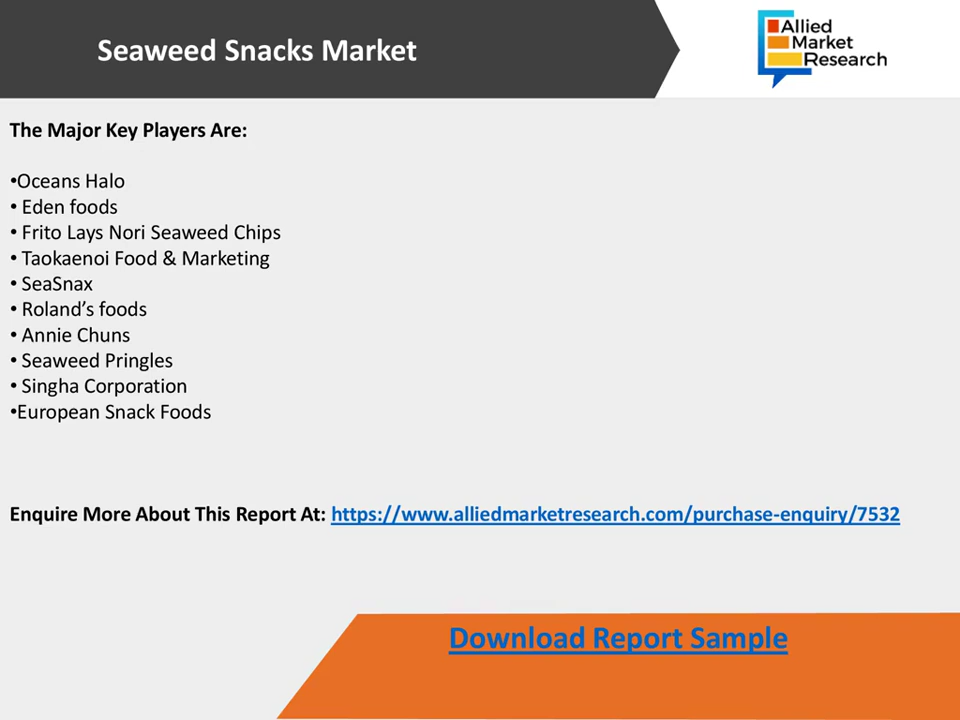 Seaweed Snacks Market
Allied
Market
Research
The Major Key Players Are:
•Oceans Halo
• Eden foods
• Frito Lays Nori Seaweed Chips
• Taokaenoi Food & Marketing
• SeaSnax
• Roland’s foods
• Annie Chuns
• Seaweed Pringles
• Singha Corporation
•European Snack Foods
Enquire More About This Report At: https://www.alliedmarketresearch.com/purchase-enquiry/7532
Download Report Sample